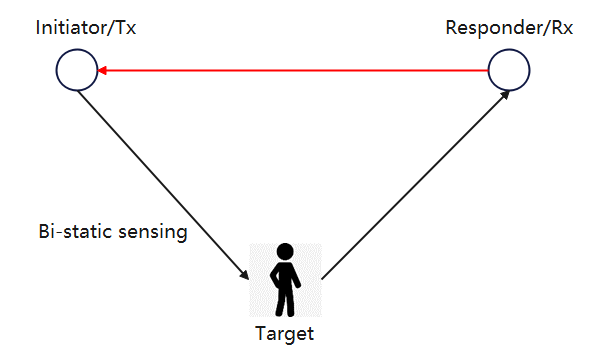 Initiator/Tx
Responder/Rx
Bi-static sensing
Target